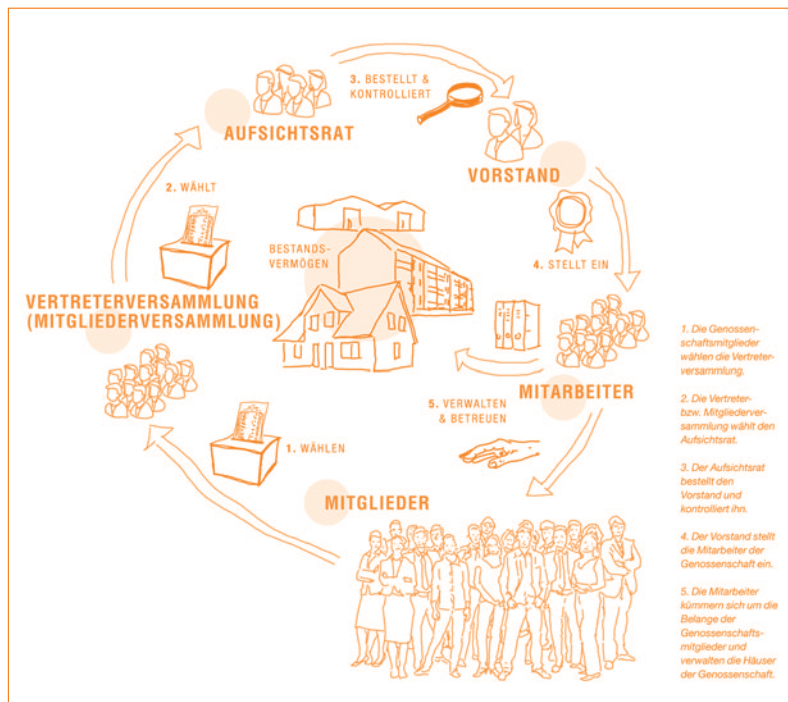 3. BESTELLT &
KONTROLLIERT
AUFSICHTSRAT
VORSTAND
2. WÄHLT
4. STELLT EIN
BESTANDS-
VERMÖGEN
VERTRETERVERSAMMLUNG
(MITGLIEDERVERSAMMLUNG)
MITARBEITER
5. VERWALTEN
& BETREUEN
1. WÄHLEN
MITGLIEDER
1. Die Genossen-
schaftsmitglieder
wählen die Vertreter-
versammlung.
2. Die Vertreter-
bzw. Mitgliederver-
sammlung wählt den
Aufsichtsrat.
3. Der Aufsichtsrat
bestellt den
Vorstand und
kontrolliert ihn.
4. Der Vorstand stellt
die Mitarbeiter der
Genossenschaft ein.
5. Die Mitarbeiter
kümmern sich um die
Belange der
Genossenschafts-
mitglieder und
verwalten die Häuser
der Genossenschaft.